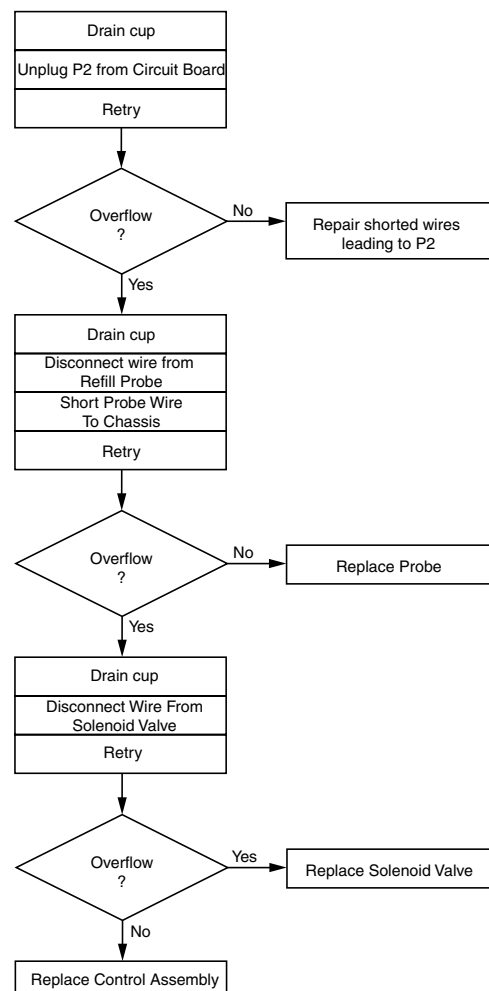 Drain cup
Unplug P2 from Circuit Board
Retry
Overflow
?
No
Repair shorted wires
leading to P2
Yes
Drain cup
Disconnect wire from
Refill Probe
Short Probe Wire
To Chassis
Retry
Overflow
?
No
Replace Probe
Yes
Drain cup
Disconnect Wire From
Solenoid Valve
Retry
Overflow
?
Yes
Replace Solenoid Valve
No
Replace Control Assembly